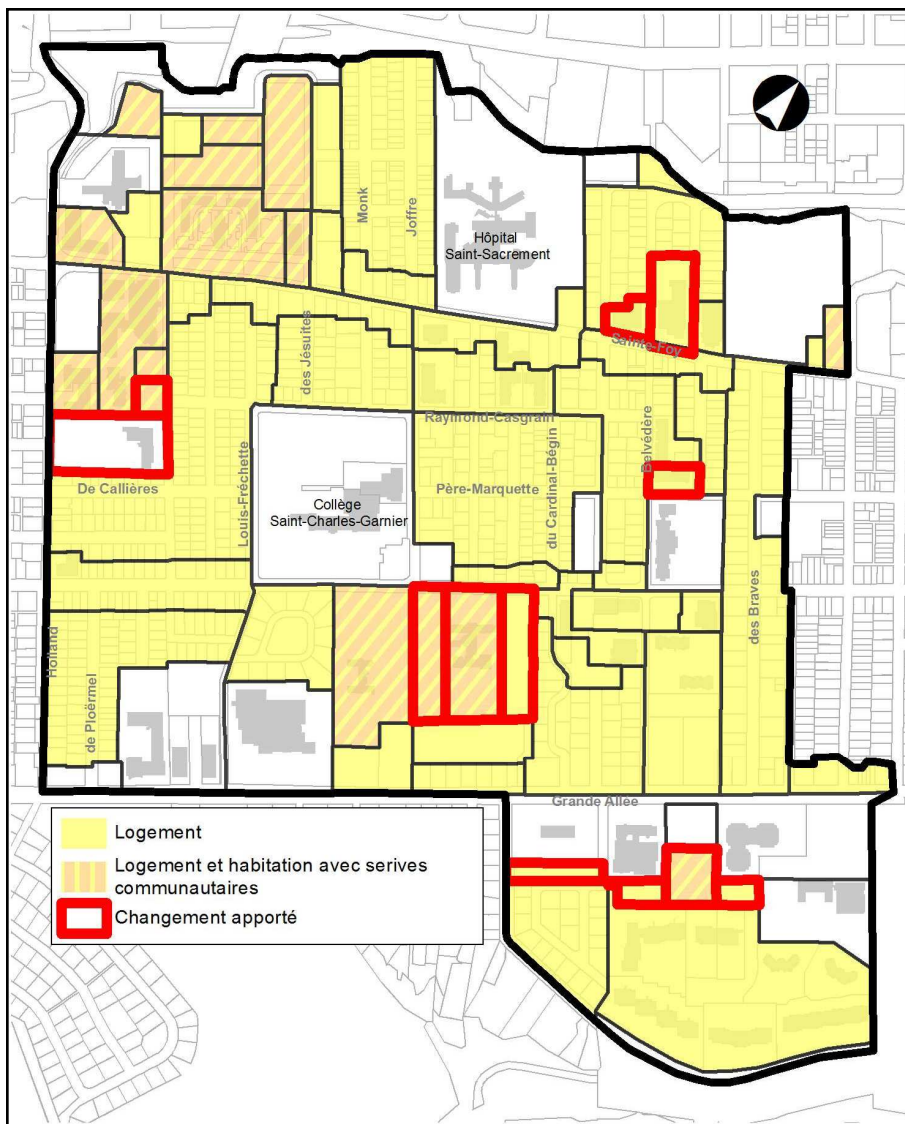 Monk
Joffre
Hôpital
Saint-Sacrement
Sainte-Foy
des Jésuites
Raymond-Casgrain
Belvédère
De Callières
Louis-Fréchette
Père-Marquette
du Cardinal-Bégin
Collège
Saint-Charles-Garnier
des Braves
Holland
de Ploërmel
Grande Allée
Logement
Logement et habitation avec serives
communautaires
Changement apporté